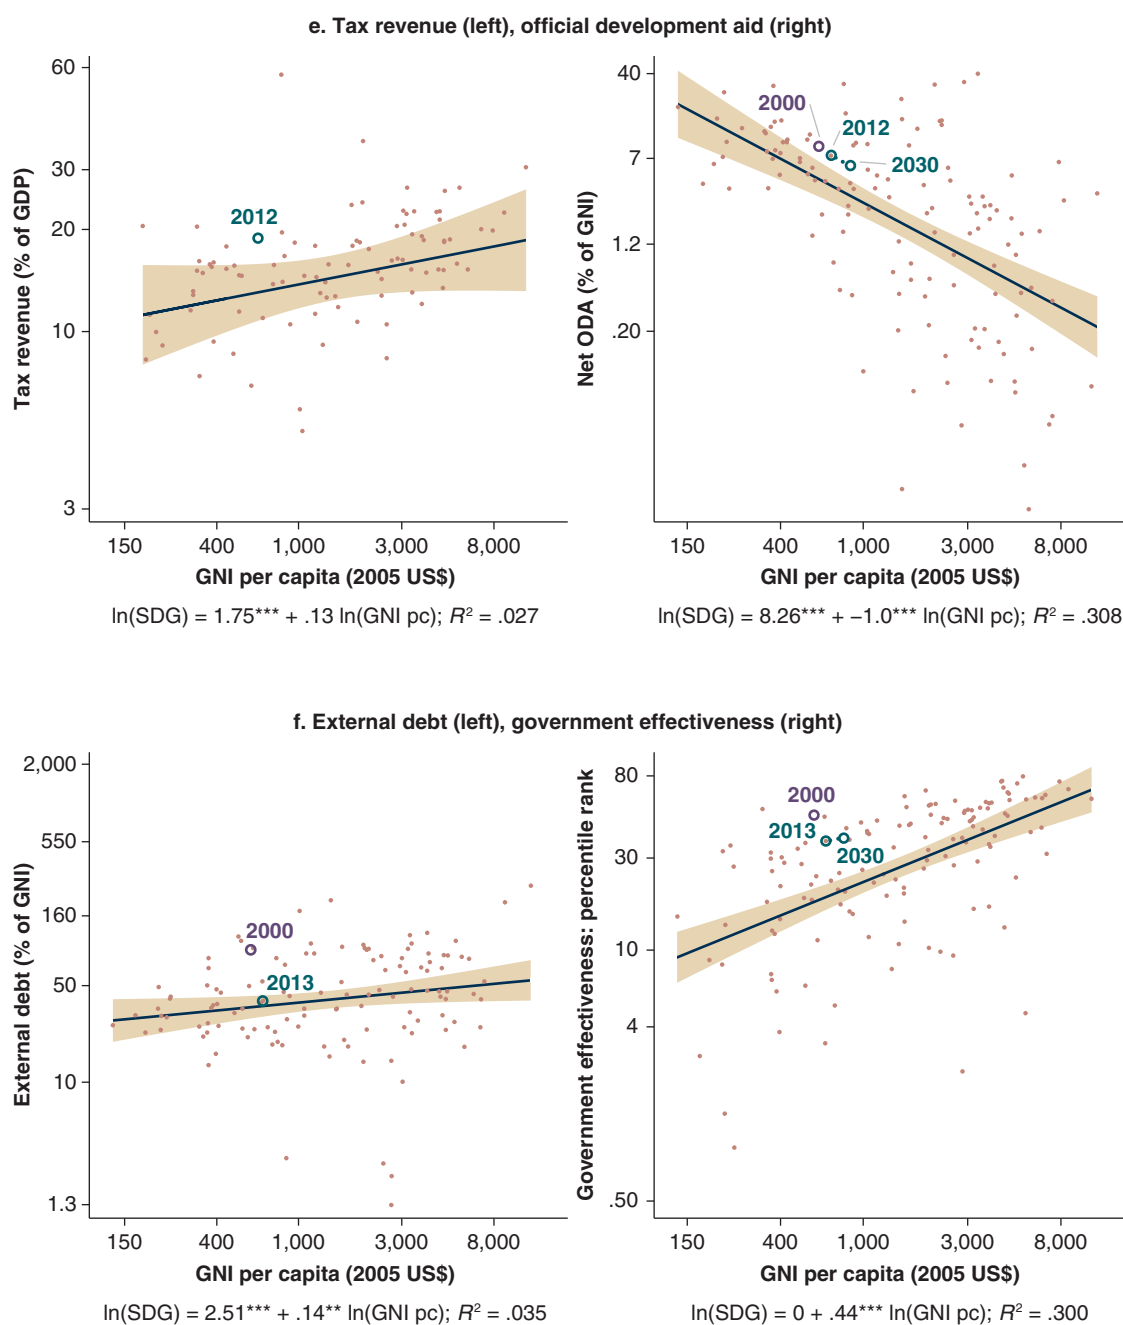 e. Tax revenue (left), official development aid (right)
Tax revenue (% of GDP)
60
30
20
10
3
2012
150 400 1,000 3,000 8,000
GNI per capita (2005 US$)
ln(SDG) = 1.75*** + .13 ln(GNI pc); R² = .027
Net ODA (% of GNI)
40
7
1.2
.20
2000
2012
2030
150 400 1,000 3,000 8,000
GNI per capita (2005 US$)
ln(SDG) = 8.26*** + –1.0*** ln(GNI pc); R² = .308
f. External debt (left), government effectiveness (right)
External debt (% of GNI)
2,000
550
160
50
10
1.3
2000
2013
150 400 1,000 3,000 8,000
GNI per capita (2005 US$)
ln(SDG) = 2.51*** + .14** ln(GNI pc); R² = .035
Government effectiveness: percentile rank
80
30
10
4
.50
2000
2013
2030
150 400 1,000 3,000 8,000
GNI per capita (2005 US$)
ln(SDG) = 0 + .44*** ln(GNI pc); R² = .300